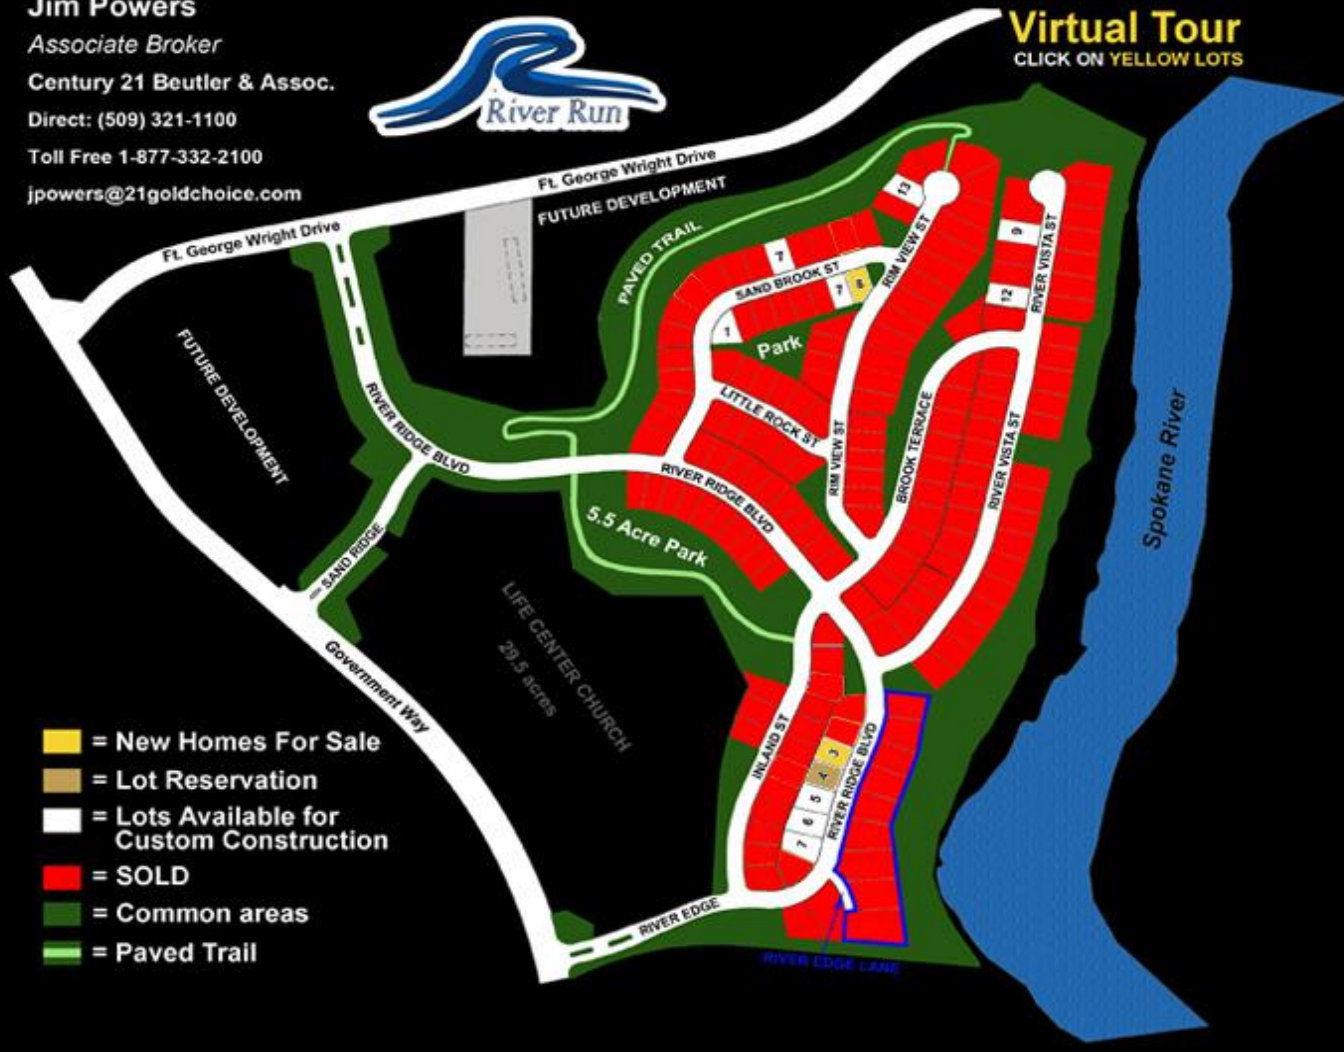 Jim Powers
Associate Broker
Century 21 Beutler & Assoc.
Direct: (509) 321-1100
Toll Free 1-877-332-2100
jpowers@21goldchoice.com
River Run
Virtual Tour
CLICK ON YELLOW LOTS
Ft. George Wright Drive
Ft. George Wright Drive
FUTURE DEVELOPMENT
PAVED TRAIL
FUTURE DEVELOPMENT
13
RIM VIEW ST
9
RIVER VISTA ST
12
7
SAND BROOK ST
7
8
1
Park
LITTLE ROCK ST
RIM VIEW ST
BROOK TERRACE
RIVER VISTA ST
Spokane River
RIVER RIDGE BLVD
RIVER RIDGE BLVD
5.5 Acre Park
SAND RIDGE
LIFE CENTER CHURCH
29.5 acres
Government Way
INLAND ST
3
4
5
6
7
RIVER RIDGE BLVD
RIVER EDGE
RIVER EDGE LANE
= New Homes For Sale
= Lot Reservation
= Lots Available for
Custom Construction
= SOLD
= Common areas
= Paved Trail